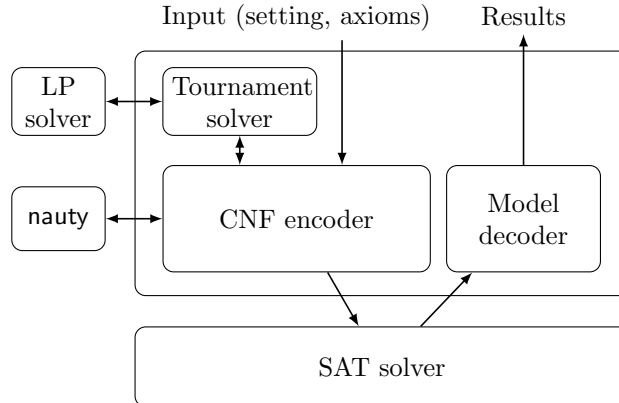 Input (setting, axioms)
Results
LP
solver
Tournament
solver
nauty
CNF encoder
Model
decoder
SAT solver